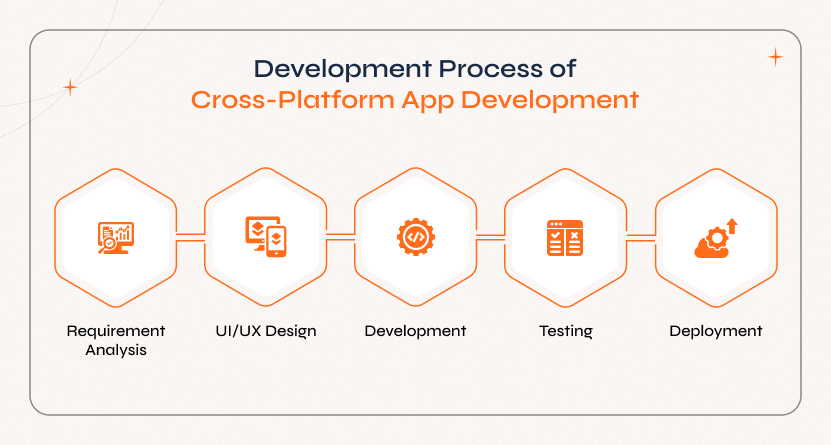 Development Process of
Cross-Platform App Development
Requirement
Analysis
UI/UX Design
Development
Testing
Deployment